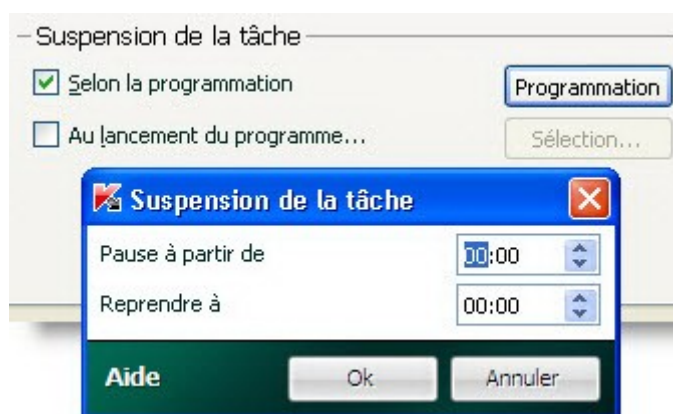 Suspension de la tâche
Selon la programmation
Programmation
Au lancement du programme...
Sélection...
Suspension de la tâche
Pause à partir de
00:00
Reprendre à
00:00
Aide
Ok
Annuler